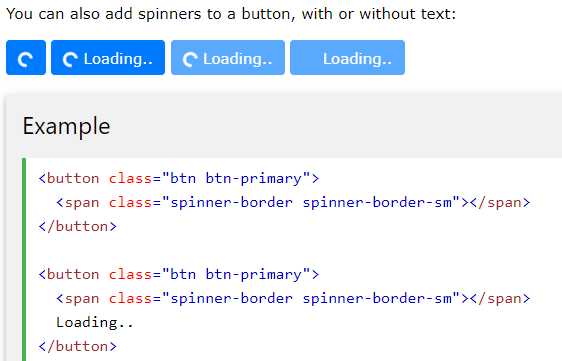 You can also add spinners to a button, with or without text:
Loading.. Loading.. Loading..
Example
<button class="btn btn-primary">
  <span class="spinner-border spinner-border-sm"></span>
</button>

<button class="btn btn-primary">
  <span class="spinner-border spinner-border-sm"></span>
  Loading..
</button>